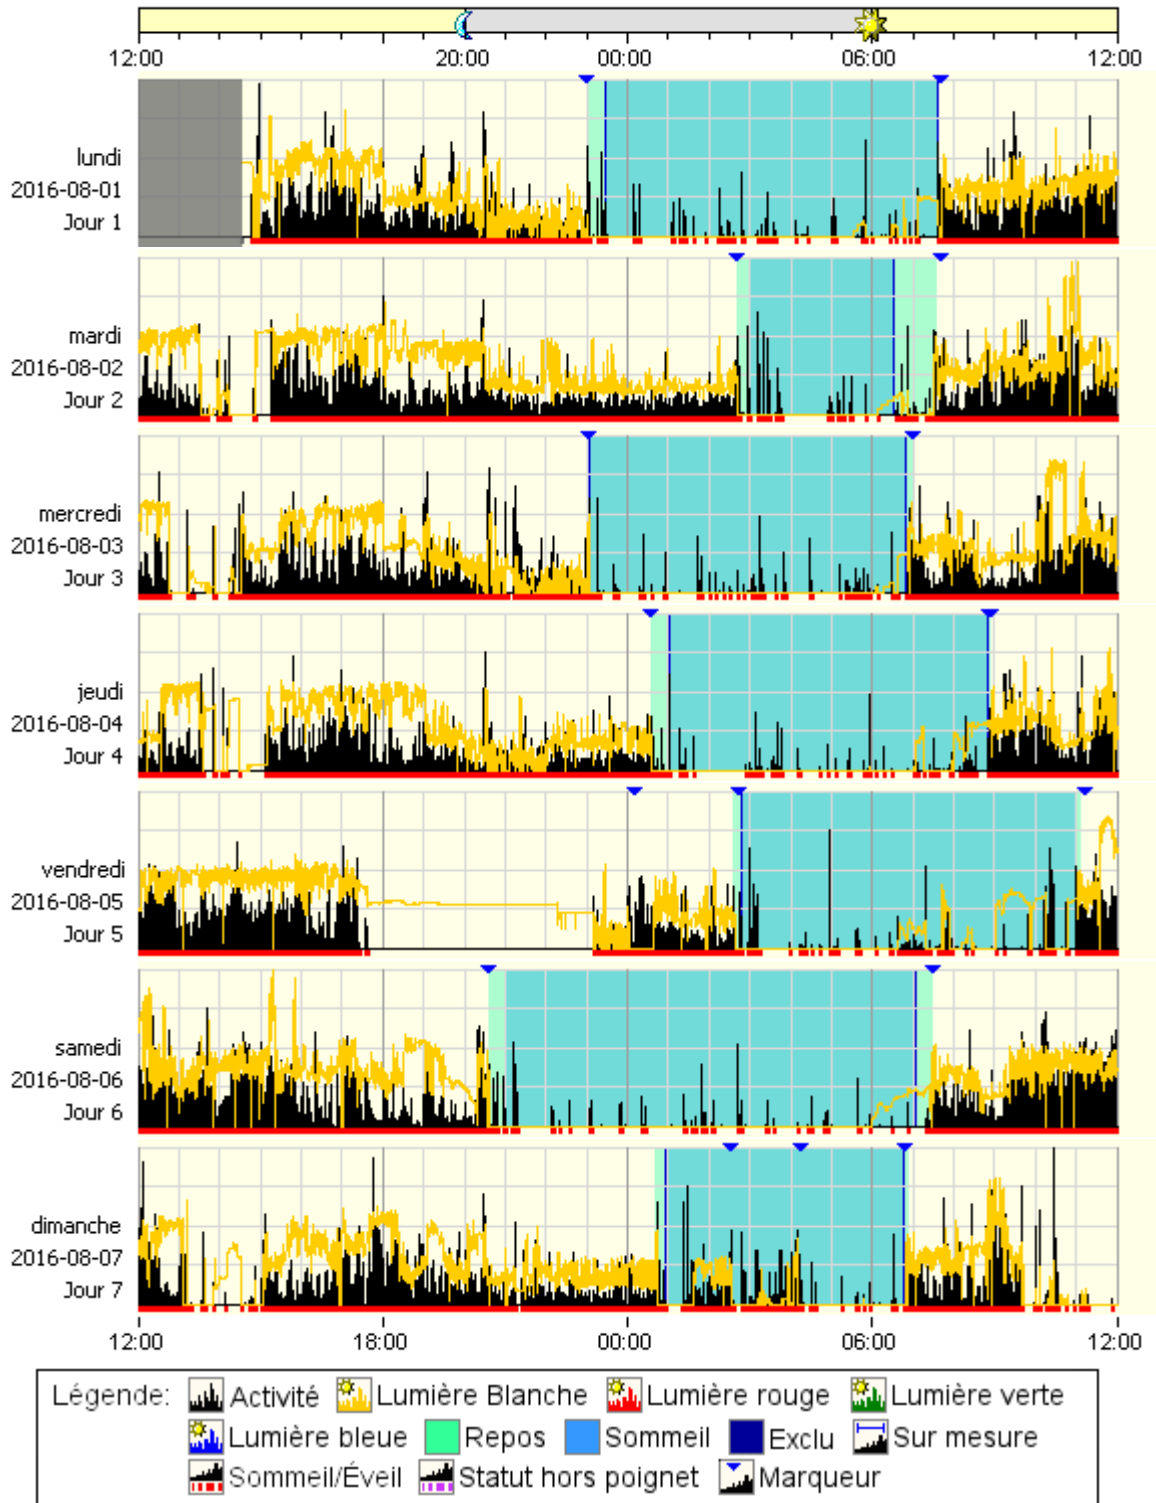 12:00 20:00 00:00 06:00 12:00
lundi
2016-08-01
Jour 1
mardi
2016-08-02
Jour 2
mercredi
2016-08-03
Jour 3
jeudi
2016-08-04
Jour 4
vendredi
2016-08-05
Jour 5
samedi
2016-08-06
Jour 6
dimanche
2016-08-07
Jour 7
12:00 18:00 00:00 06:00 12:00
Légende: Activité Lumière Blanche Lumière rouge Lumière verte
Lumière bleue Repos Sommeil Exclu Sur mesure
Sommeil/Éveil Statut hors poignet Marqueur